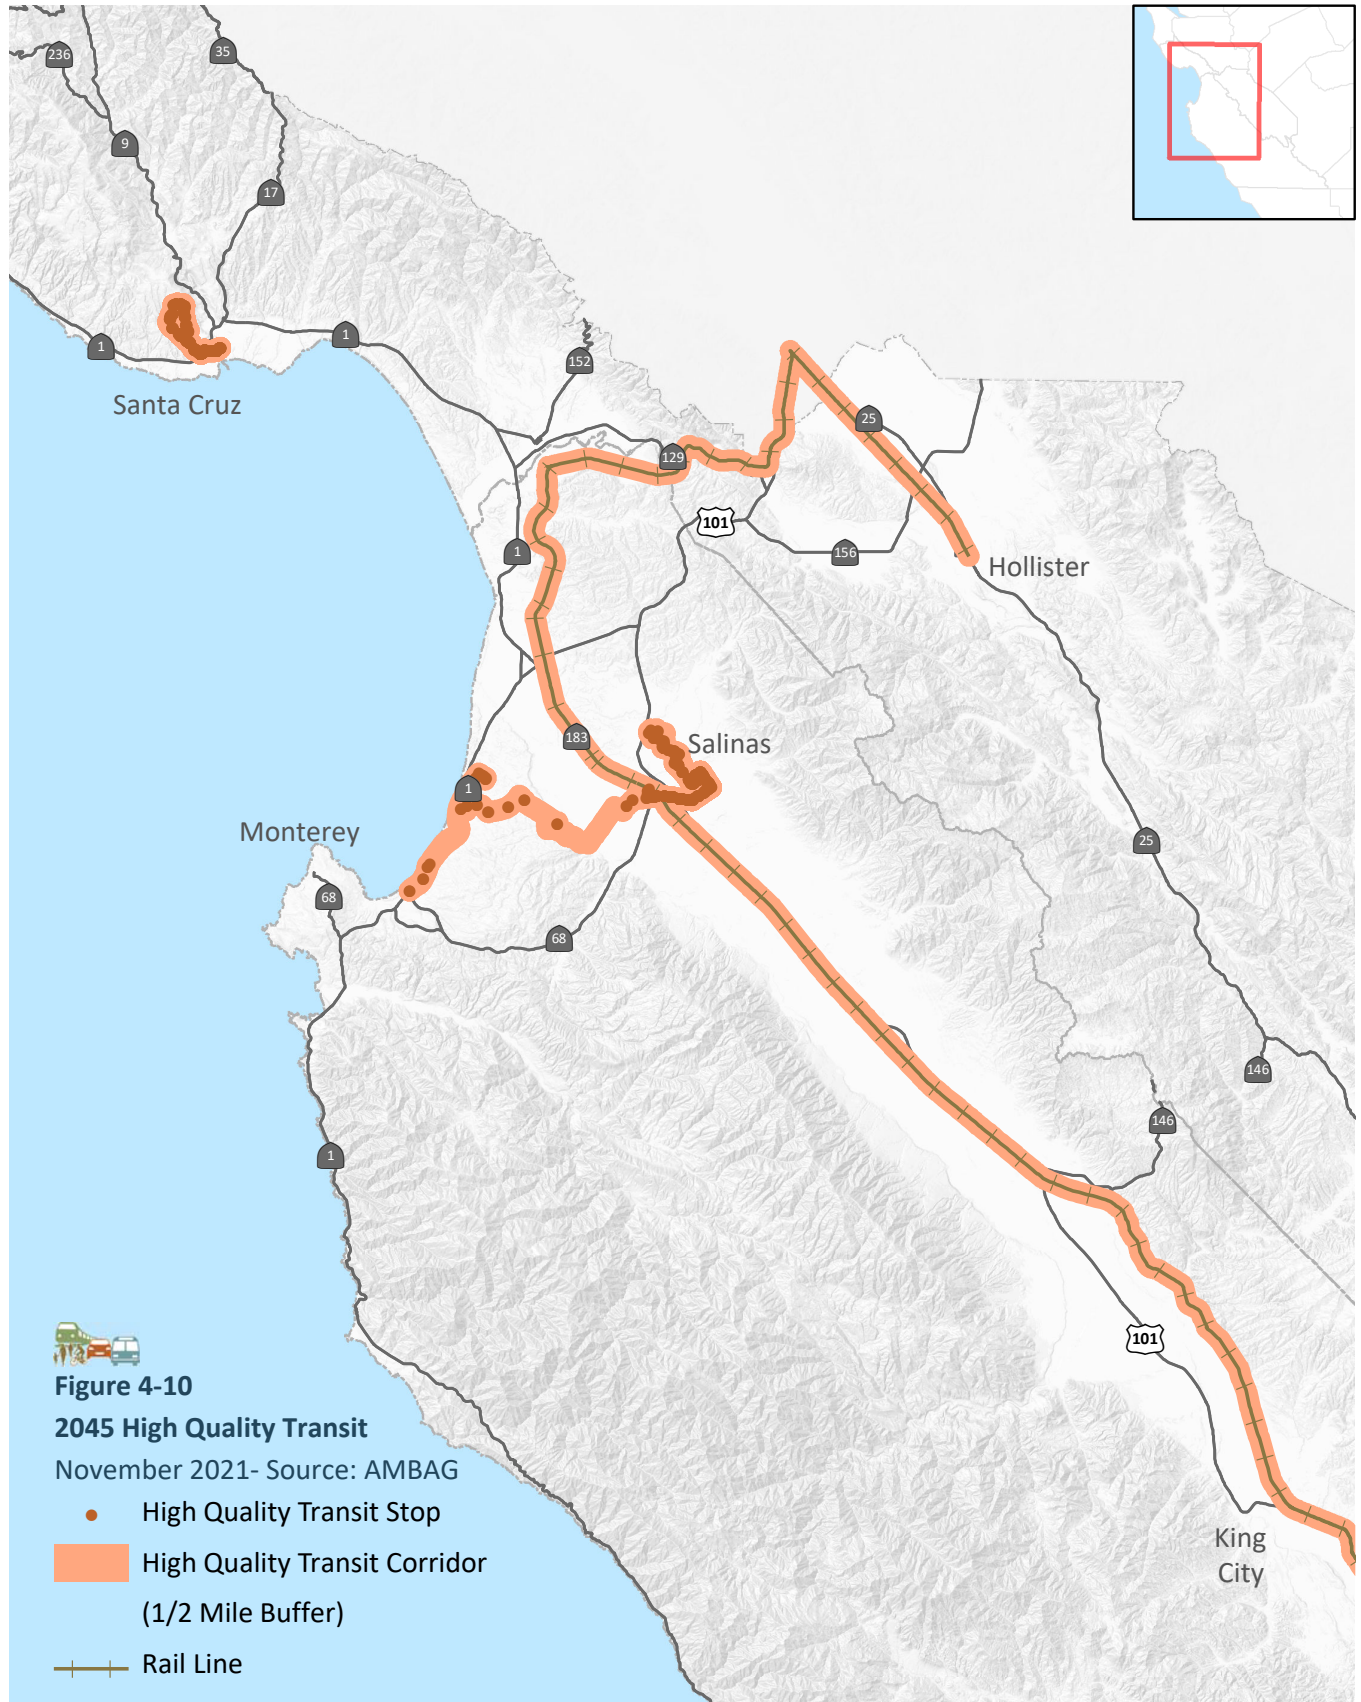 35
236
9
17
1
1
152
Santa Cruz
25
129
101
1
156
Hollister
183
Salinas
1
Monterey
25
68
68
146
146
1
101
Figure 4-10
2045 High Quality Transit
November 2021- Source: AMBAG
High Quality Transit Stop
High Quality Transit Corridor
(1/2 Mile Buffer)
Rail Line
King
City